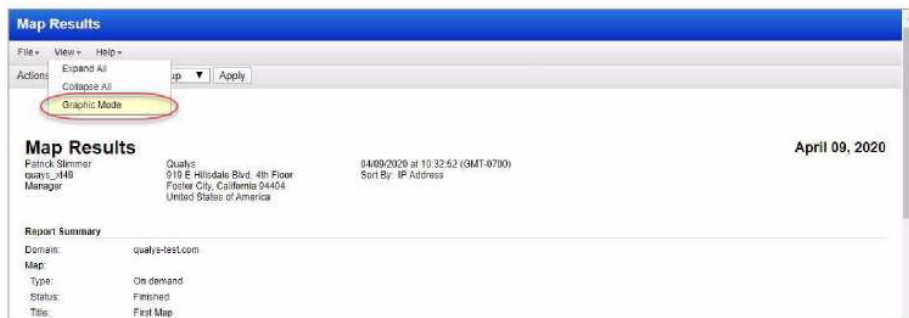 Map Results
File View Help
Expand All
Actions up Apply
Collapse All
Graphic Mode
Map Results April 09, 2020
Patrick Slimmer Qualys 04/09/2020 at 10:32:52 (GMT-0700)
quays_xt49 919 E Hillsdale Blvd. 4th Floor Sort By: IP Address
Manager Foster City, California 94404
United States of America
Report Summary
Domain: qualys-test.com
Map:
Type: On demand
Status: Finished
Title: First Map